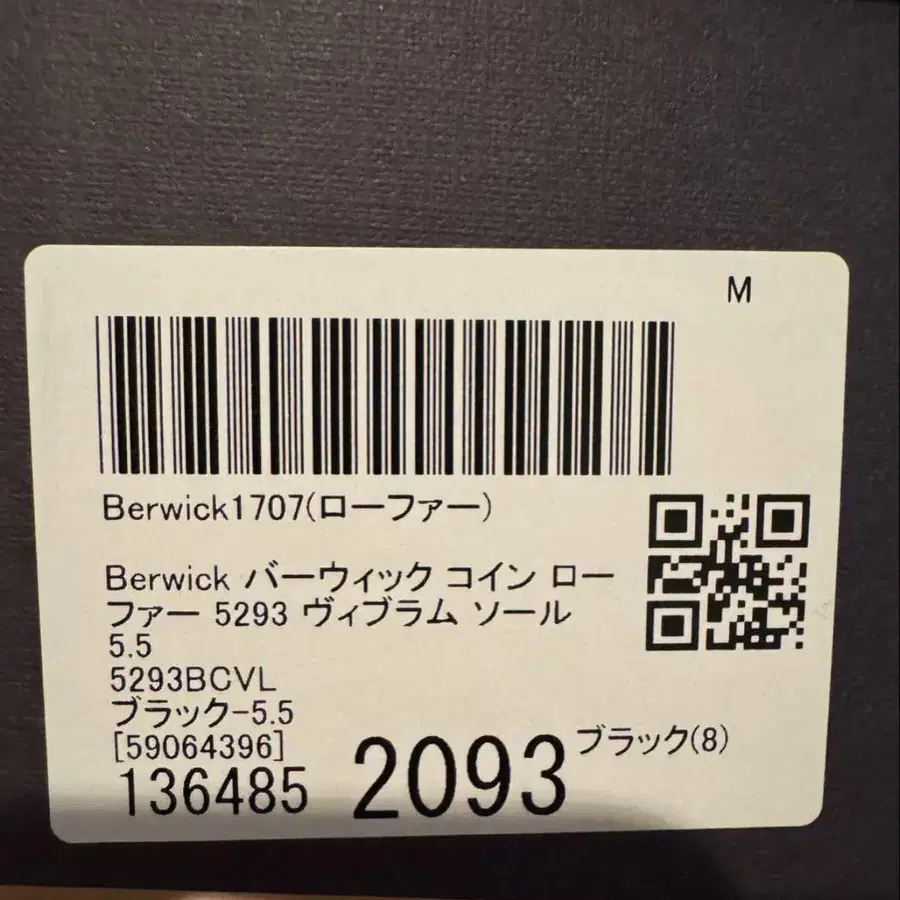 M
Berwick1707(ローファー)
Berwick バーウィック コイン ロー
ファー 5293 ヴィブラム ソール
5.5
5293BCVL
ブラック-5.5
[59064396]
ブラック(8)
136485 2093